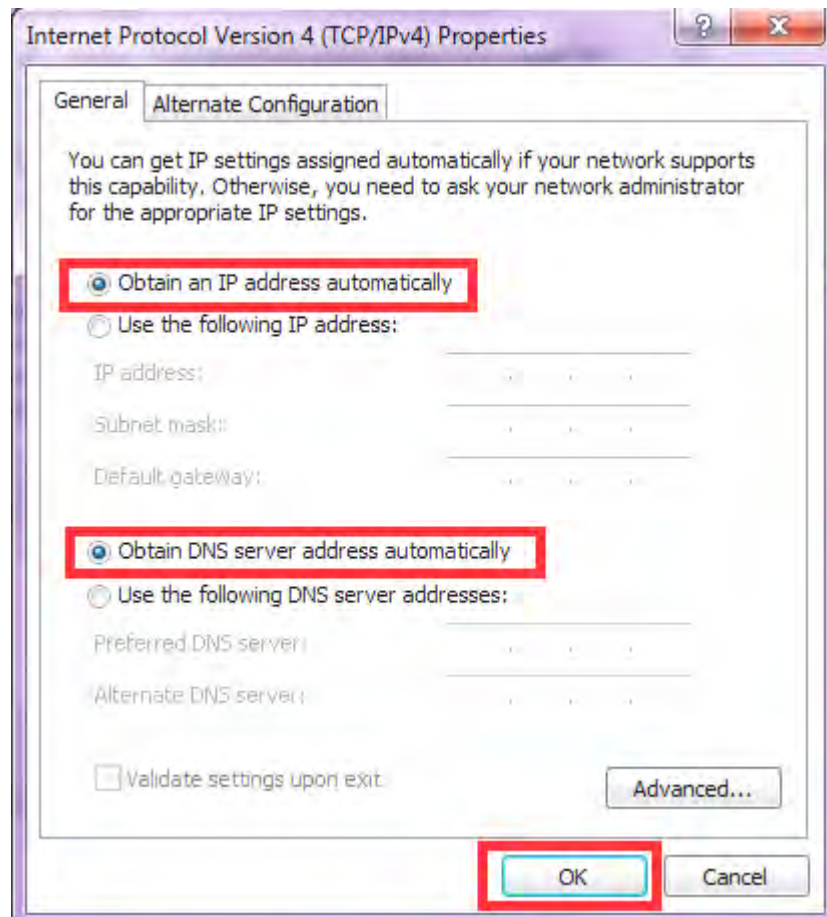 Internet Protocol Version 4 (TCP/IPv4) Properties
? X
General Alternate Configuration
You can get IP settings assigned automatically if your network supports
this capability. Otherwise, you need to ask your network administrator
for the appropriate IP settings.
Obtain an IP address automatically
Use the following IP address:
IP address:
Subnet mask:
Default gateway:
Obtain DNS server address automatically
Use the following DNS server addresses:
Preferred DNS server:
Alternate DNS server:
Validate settings upon exit
Advanced...
OK Cancel